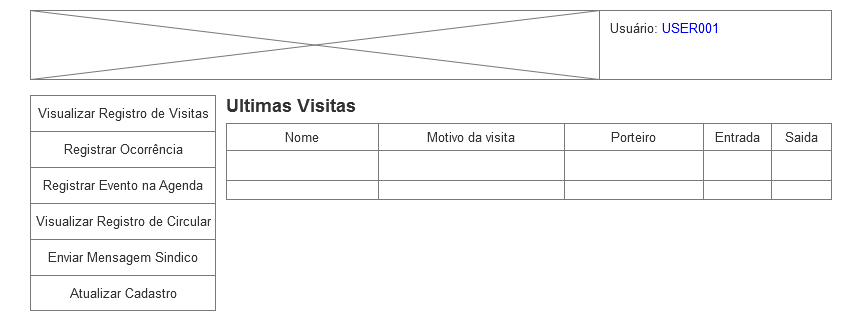 Usuário: USER001
Visualizar Registro de Visitas
Registrar Ocorrência
Registrar Evento na Agenda
Visualizar Registro de Circular
Enviar Mensagem Sindico
Atualizar Cadastro
Ultimas Visitas
Nome Motivo da visita Porteiro Entrada Saida